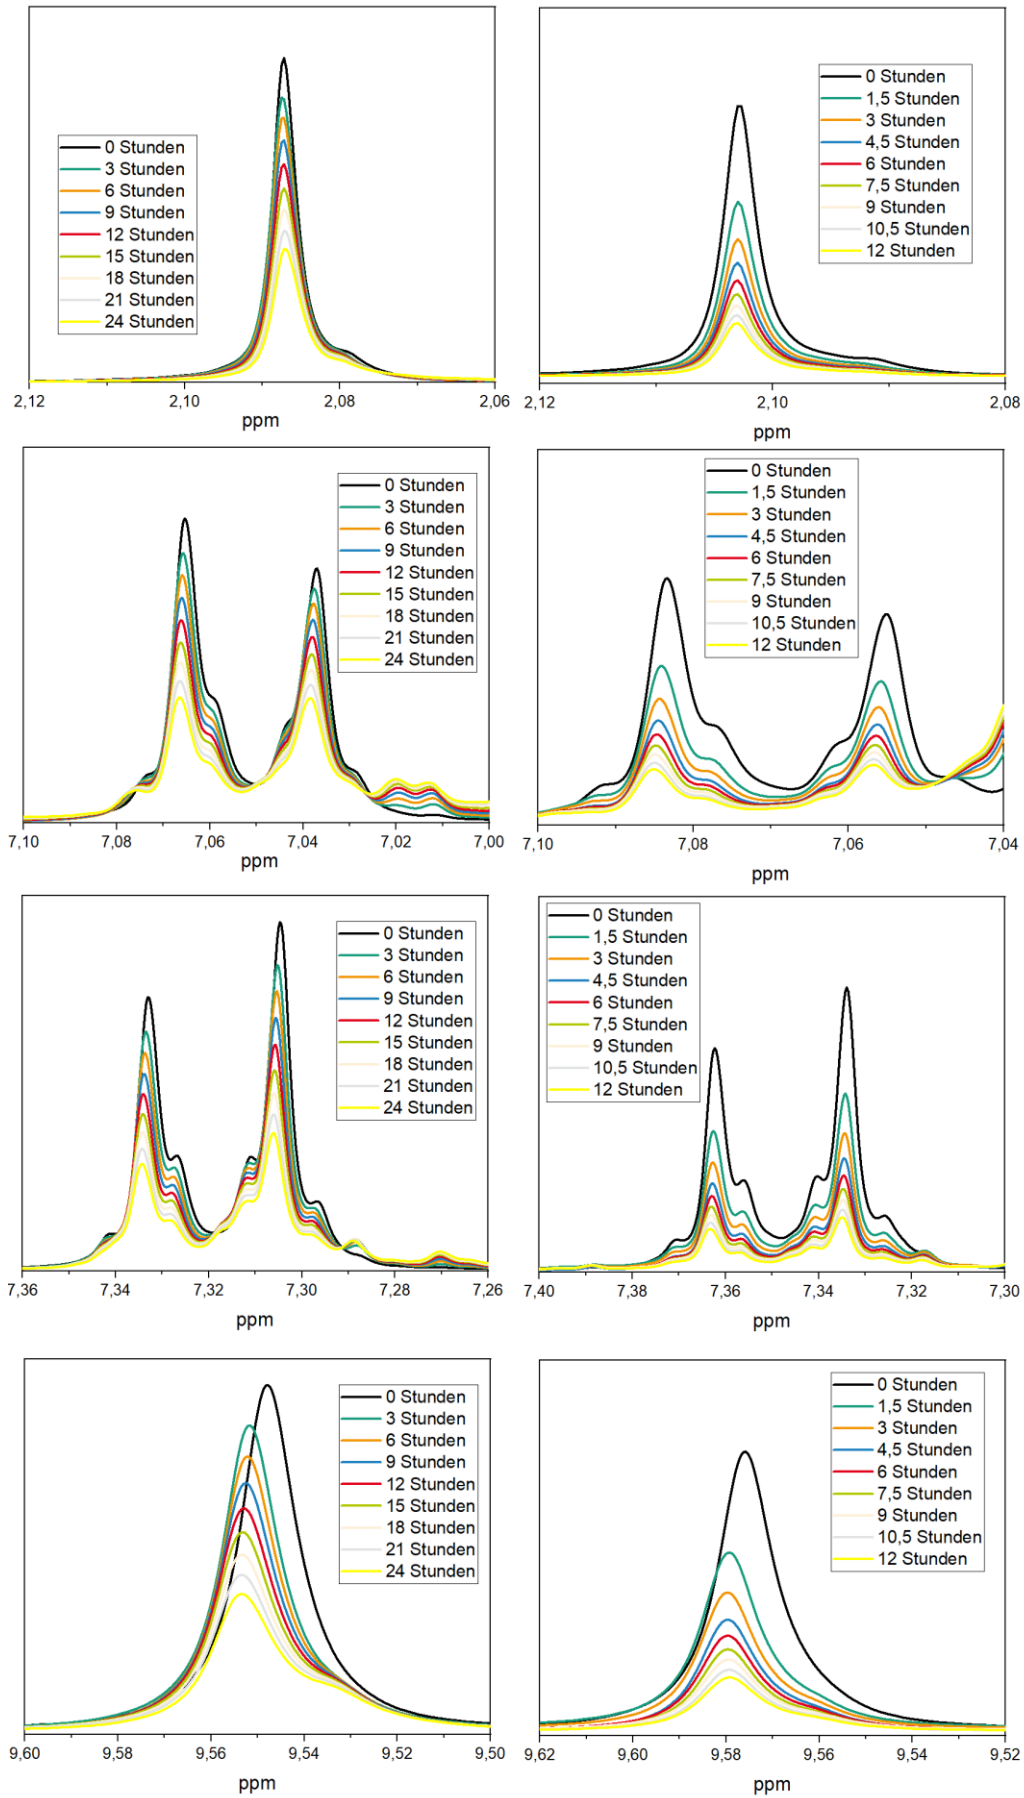 0 Stunden
3 Stunden
6 Stunden
9 Stunden
12 Stunden
15 Stunden
18 Stunden
21 Stunden
24 Stunden
2,12 2,10 2,08 2,06
ppm
0 Stunden
1,5 Stunden
3 Stunden
4,5 Stunden
6 Stunden
7,5 Stunden
9 Stunden
10,5 Stunden
12 Stunden
2,12 2,10 2,08
ppm
0 Stunden
3 Stunden
6 Stunden
9 Stunden
12 Stunden
15 Stunden
18 Stunden
21 Stunden
24 Stunden
7,10 7,08 7,06 7,04 7,02 7,00
ppm
0 Stunden
1,5 Stunden
3 Stunden
4,5 Stunden
6 Stunden
7,5 Stunden
9 Stunden
10,5 Stunden
12 Stunden
7,10 7,08 7,06 7,04
ppm
0 Stunden
3 Stunden
6 Stunden
9 Stunden
12 Stunden
15 Stunden
18 Stunden
21 Stunden
24 Stunden
7,36 7,34 7,32 7,30 7,28 7,26
ppm
0 Stunden
1,5 Stunden
3 Stunden
4,5 Stunden
6 Stunden
7,5 Stunden
9 Stunden
10,5 Stunden
12 Stunden
7,40 7,38 7,36 7,34 7,32 7,30
ppm
0 Stunden
3 Stunden
6 Stunden
9 Stunden
12 Stunden
15 Stunden
18 Stunden
21 Stunden
24 Stunden
9,60 9,58 9,56 9,54 9,52 9,50
ppm
0 Stunden
1,5 Stunden
3 Stunden
4,5 Stunden
6 Stunden
7,5 Stunden
9 Stunden
10,5 Stunden
12 Stunden
9,62 9,60 9,58 9,56 9,54 9,52
ppm